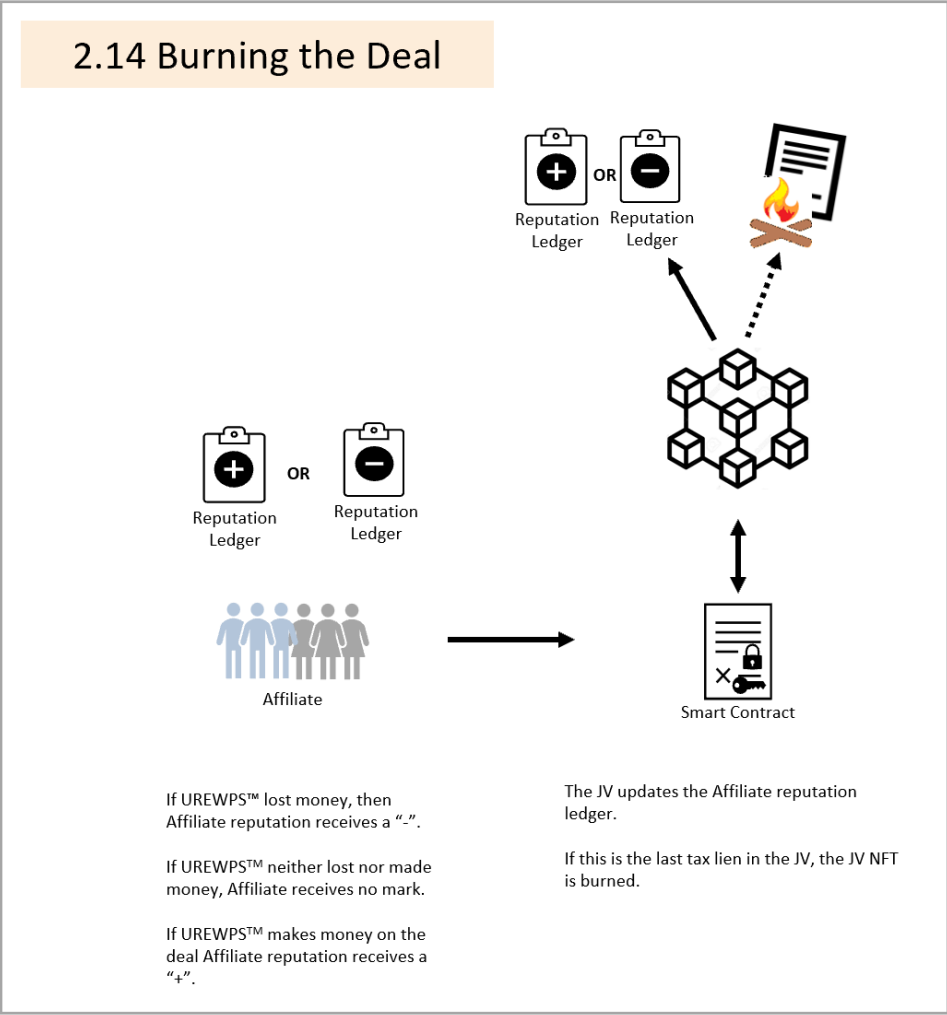 2.14 Burning the Deal
+
OR
−
Reputation
Ledger
Reputation
Ledger
+
OR
−
Reputation
Ledger
Reputation
Ledger
Affiliate
Smart Contract
If UREWPS™ lost money, then
Affiliate reputation receives a “-”.
If UREWPS™ neither lost nor made
money, Affiliate receives no mark.
If UREWPS™ makes money on the
deal Affiliate reputation receives a
“+”.
The JV updates the Affiliate reputation
ledger.
If this is the last tax lien in the JV, the JV NFT
is burned.